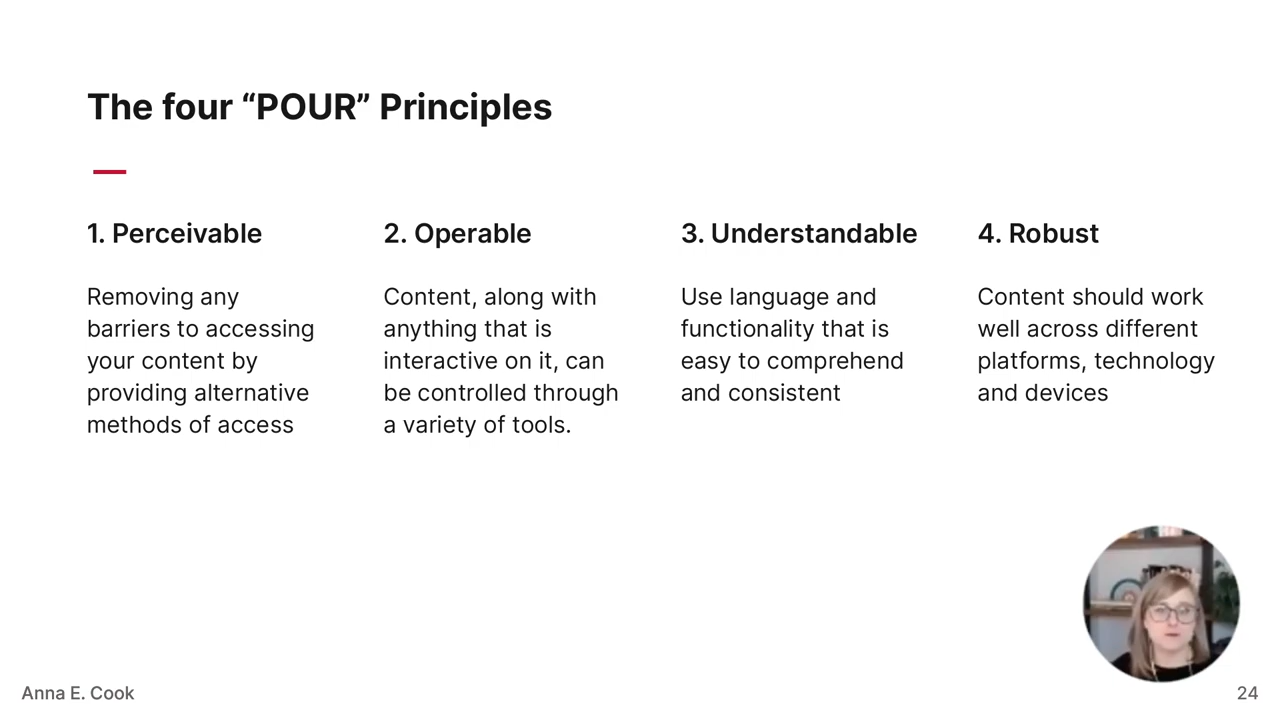 The four “POUR” Principles
1. Perceivable
Removing any
barriers to accessing
your content by
providing alternative
methods of access
2. Operable
Content, along with
anything that is
interactive on it, can
be controlled through
a variety of tools.
3. Understandable
Use language and
functionality that is
easy to comprehend
and consistent
4. Robust
Content should work
well across different
platforms, technology
and devices
Anna E. Cook
24